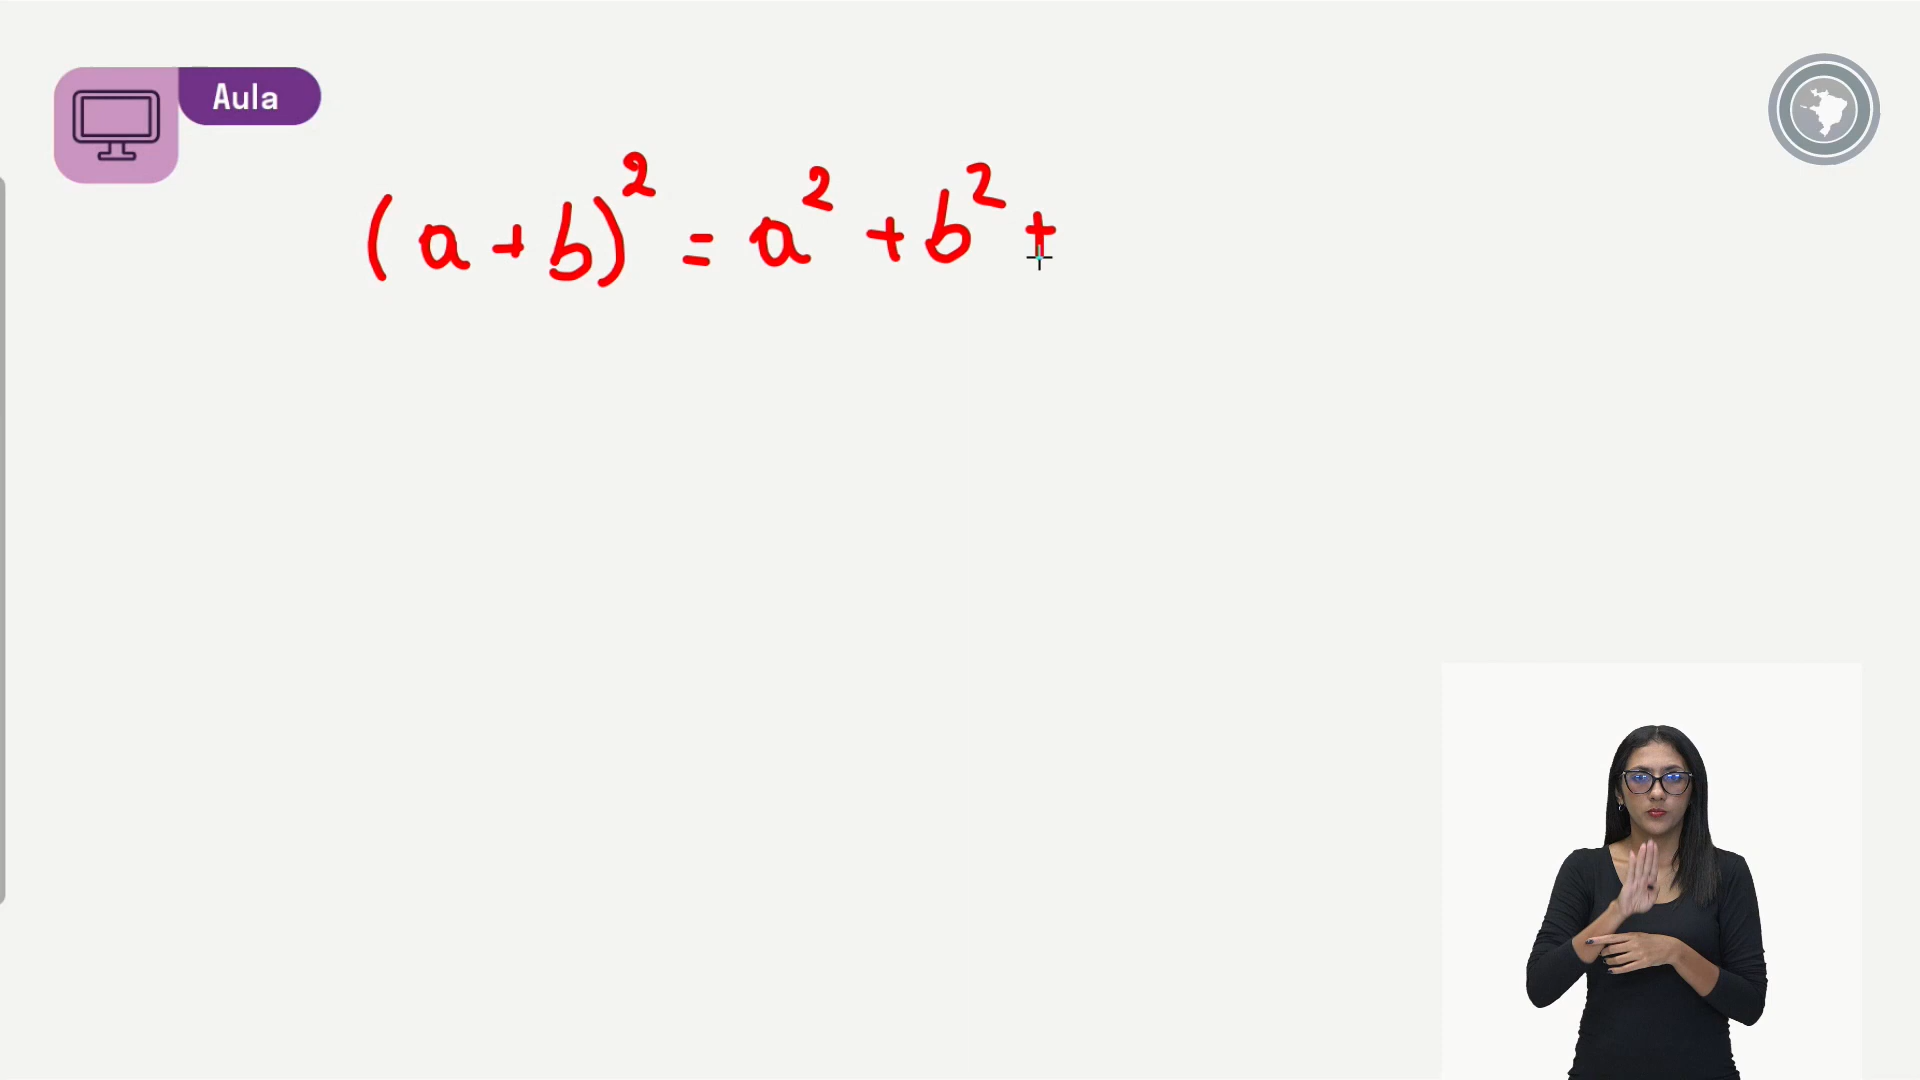 Aula
(a+b)² = a² + b² +